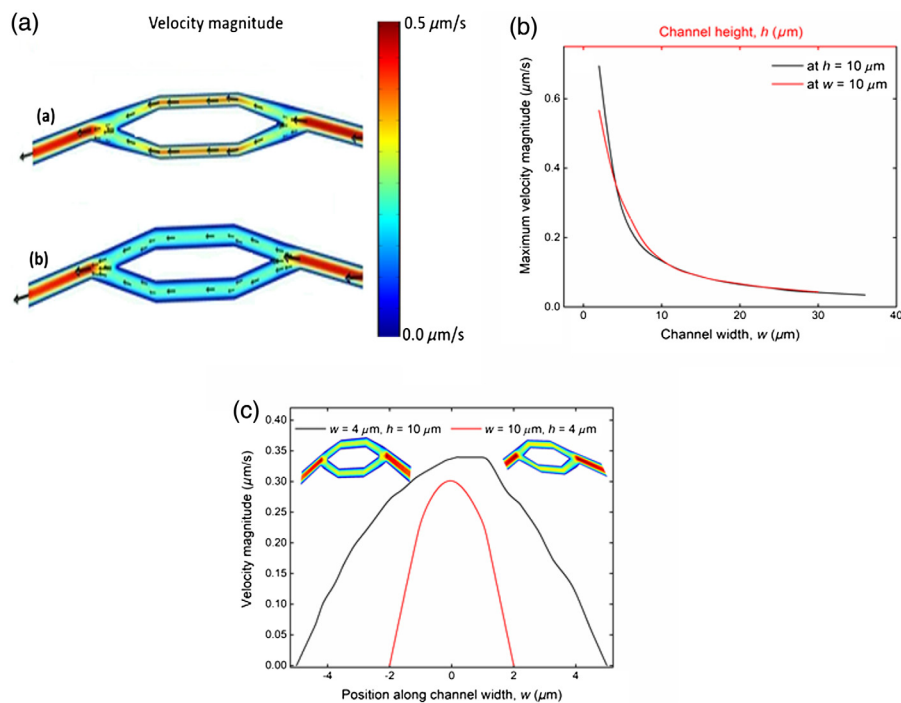 (a)
Velocity magnitude
0.5 μm/s
(a)
(b)
0.0 μm/s
(b)
Channel height, h (μm)
at h = 10 μm
at w = 10 μm
Maximum velocity magnitude (μm/s)
0.6
0.4
0.2
0.0
0 10 20 30 40
Channel width, w (μm)
(c)
w = 4 μm, h = 10 μm w = 10 μm, h = 4 μm
Velocity magnitude (μm/s)
0.40
0.35
0.30
0.25
0.20
0.15
0.10
0.05
0.00
-4 -2 0 2 4
Position along channel width, w (μm)